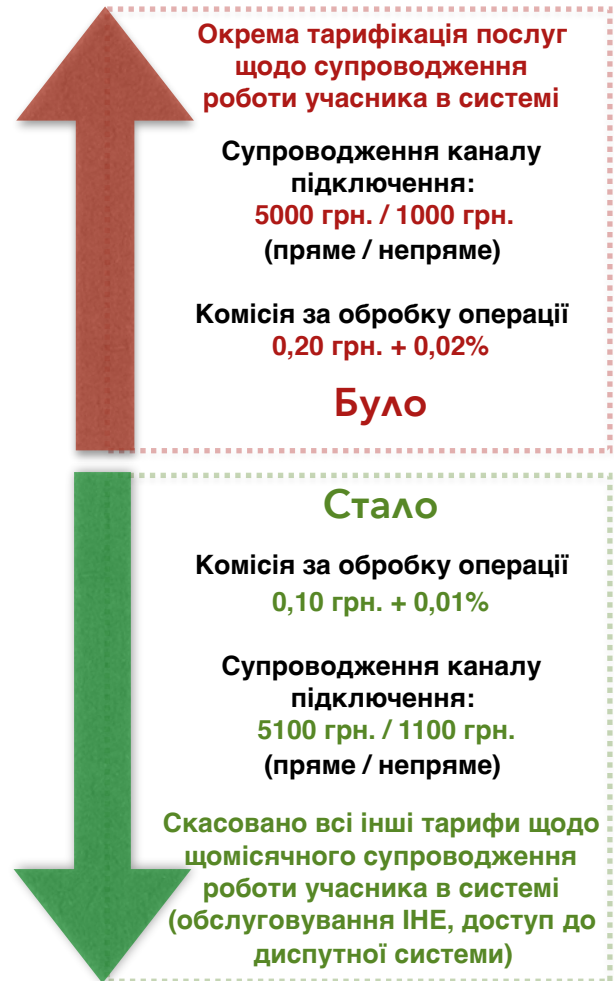 Окрема тарифікація послуг
щодо супроводження
роботи учасника в системі
Супроводження каналу
підключення:
5000 грн. / 1000 грн.
(пряме / непряме)
Комісія за обробку операції
0,20 грн. + 0,02%
Було
Стало
Комісія за обробку операції
0,10 грн. + 0,01%
Супроводження каналу
підключення:
5100 грн. / 1100 грн.
(пряме / непряме)
Скасовано всі інші тарифи щодо
щомісячного супроводження
роботи учасника в системі
(обслуговування ІНЕ, доступ до
диспутної системи)